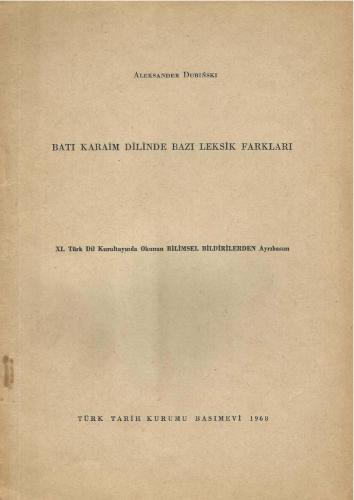 ALEKSANDER DUBIŃSKI
BATI KARAİM DİLİNDE BAZI LEKSİK FARKLARI
XI. Türk Dil Kurultayında Okunan BİLİMSEL BİLDİRİLERDEN Ayrıbasım
TÜRK TARİH KURUMU BASIMEVİ 1968